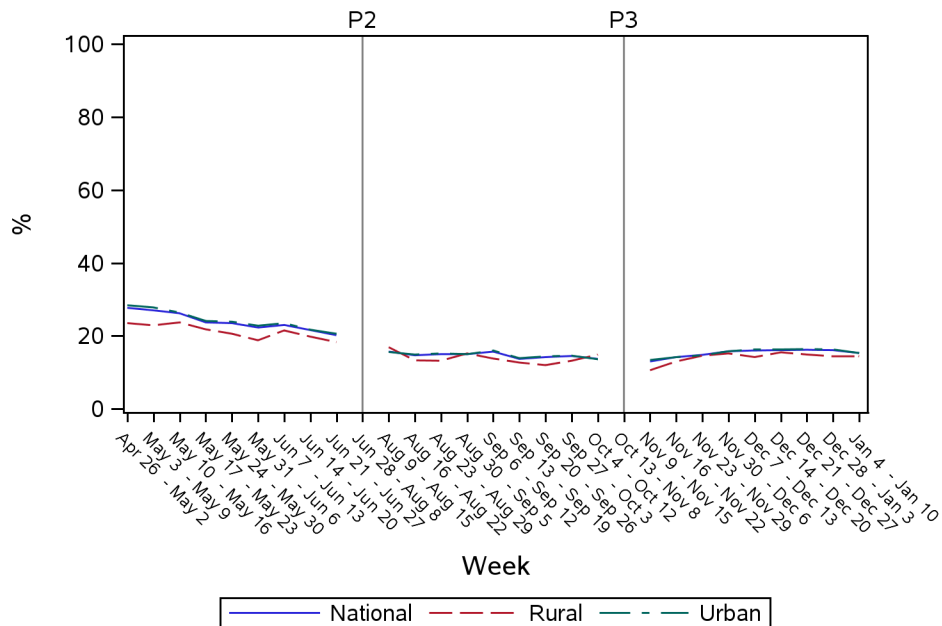 P2
P3
100
80
60
40
20
0
%
Apr 26 - May 2
May 3 - May 9
May 10 - May 16
May 17 - May 23
May 24 - May 30
May 31 - Jun 6
Jun 7 - Jun 13
Jun 14 - Jun 20
Jun 21 - Jun 27
Jun 28 - Aug 8
Aug 9 - Aug 15
Aug 16 - Aug 22
Aug 23 - Aug 29
Aug 30 - Sep 5
Sep 6 - Sep 12
Sep 13 - Sep 19
Sep 20 - Sep 26
Sep 27 - Oct 3
Oct 4 - Oct 12
Oct 13 - Nov 8
Nov 9 - Nov 15
Nov 16 - Nov 22
Nov 23 - Nov 29
Nov 30 - Dec 6
Dec 7 - Dec 13
Dec 14 - Dec 20
Dec 21 - Dec 27
Dec 28 - Jan 3
Jan 4 - Jan 10
Week
National Rural Urban